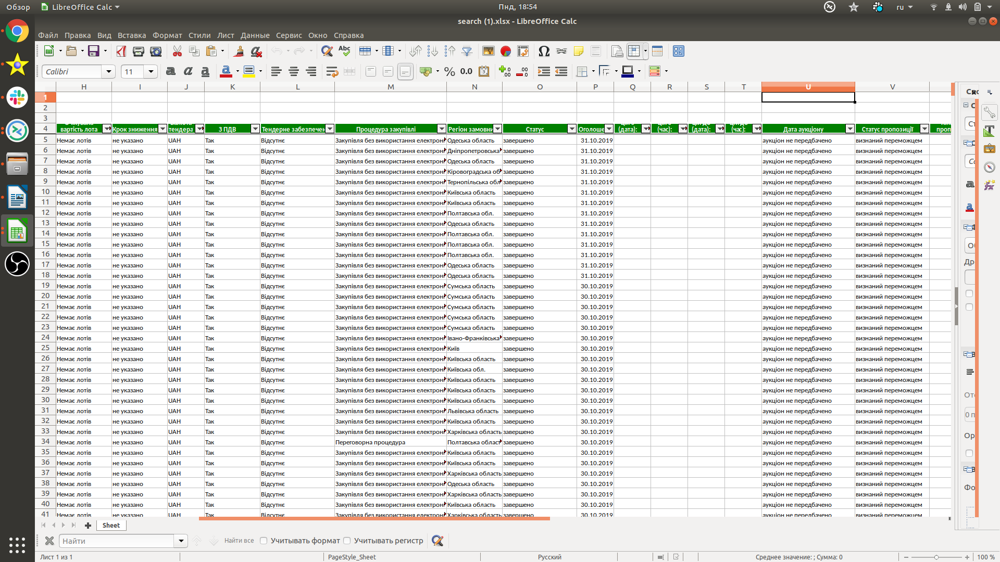 Обзор LibreOffice Calc Пнд, 18:54 ru
search (1).xlsx - LibreOffice Calc
Файл Правка Вид Вставка Формат Стили Лист Данные Сервис Окно Справка
Calibri 11
H I J K L M N O P Q R S T U V
1
2
3
4 вартість лота Крок зниження тендера З ПДВ Тендерне забезпечен Процедура закупівлі Регіон замовни Статус Оголоше (дата): (час): (дата): (час): Дата аукціону Статус пропозиції проп
5 Немає лотів не указано UAH Так Відсутнє Закупівля без використання електрон Одеська область завершено 31.10.2019 аукціон не передбачено визнаний переможцем
6 Немає лотів не указано UAH Так Відсутнє Закупівля без використання електрон Дніпропетровська завершено 31.10.2019 аукціон не передбачено визнаний переможцем
7 Немає лотів не указано UAH Так Відсутнє Закупівля без використання електрон Одеська область завершено 31.10.2019 аукціон не передбачено визнаний переможцем
8 Немає лотів не указано UAH Так Відсутнє Закупівля без використання електрон Кіровоградська об завершено 31.10.2019 аукціон не передбачено визнаний переможцем
9 Немає лотів не указано UAH Так Відсутнє Закупівля без використання електрон Тернопільська обл завершено 31.10.2019 аукціон не передбачено визнаний переможцем
10 Немає лотів не указано UAH Так Відсутнє Закупівля без використання електрон Київська область завершено 31.10.2019 аукціон не передбачено визнаний переможцем
11 Немає лотів не указано UAH Так Відсутнє Закупівля без використання електрон Київська область завершено 31.10.2019 аукціон не передбачено визнаний переможцем
12 Немає лотів не указано UAH Так Відсутнє Закупівля без використання електрон Полтавська обл. завершено 31.10.2019 аукціон не передбачено визнаний переможцем
13 Немає лотів не указано UAH Так Відсутнє Закупівля без використання електрон Одеська область завершено 31.10.2019 аукціон не передбачено визнаний переможцем
14 Немає лотів не указано UAH Так Відсутнє Закупівля без використання електрон Полтавська обл. завершено 31.10.2019 аукціон не передбачено визнаний переможцем
15 Немає лотів не указано UAH Так Відсутнє Закупівля без використання електрон Полтавська обл. завершено 31.10.2019 аукціон не передбачено визнаний переможцем
16 Немає лотів не указано UAH Так Відсутнє Закупівля без використання електрон Полтавська обл. завершено 31.10.2019 аукціон не передбачено визнаний переможцем
17 Немає лотів не указано UAH Так Відсутнє Закупівля без використання електрон Одеська область завершено 31.10.2019 аукціон не передбачено визнаний переможцем
18 Немає лотів не указано UAH Так Відсутнє Закупівля без використання електрон Одеська область завершено 31.10.2019 аукціон не передбачено визнаний переможцем
19 Немає лотів не указано UAH Так Відсутнє Закупівля без використання електрон Сумська область завершено 30.10.2019 аукціон не передбачено визнаний переможцем
20 Немає лотів не указано UAH Так Відсутнє Закупівля без використання електрон Сумська область завершено 30.10.2019 аукціон не передбачено визнаний переможцем
21 Немає лотів не указано UAH Так Відсутнє Закупівля без використання електрон Сумська область завершено 30.10.2019 аукціон не передбачено визнаний переможцем
22 Немає лотів не указано UAH Так Відсутнє Закупівля без використання електрон Сумська область завершено 30.10.2019 аукціон не передбачено визнаний переможцем
23 Немає лотів не указано UAH Так Відсутнє Закупівля без використання електрон Сумська область завершено 30.10.2019 аукціон не передбачено визнаний переможцем
24 Немає лотів не указано UAH Так Відсутнє Закупівля без використання електрон Івано-Франківська завершено 30.10.2019 аукціон не передбачено визнаний переможцем
25 Немає лотів не указано UAH Так Відсутнє Закупівля без використання електрон Київ завершено 30.10.2019 аукціон не передбачено визнаний переможцем
26 Немає лотів не указано UAH Так Відсутнє Закупівля без використання електрон Київська область завершено 30.10.2019 аукціон не передбачено визнаний переможцем
27 Немає лотів не указано UAH Так Відсутнє Закупівля без використання електрон Київська обл. завершено 30.10.2019 аукціон не передбачено визнаний переможцем
28 Немає лотів не указано UAH Так Відсутнє Закупівля без використання електрон Київська область завершено 30.10.2019 аукціон не передбачено визнаний переможцем
29 Немає лотів не указано UAH Так Відсутнє Закупівля без використання електрон Київська область завершено 30.10.2019 аукціон не передбачено визнаний переможцем
30 Немає лотів не указано UAH Так Відсутнє Закупівля без використання електрон Київська область завершено 30.10.2019 аукціон не передбачено визнаний переможцем
31 Немає лотів не указано UAH Так Відсутнє Закупівля без використання електрон Львівська область завершено 30.10.2019 аукціон не передбачено визнаний переможцем
32 Немає лотів не указано UAH Так Відсутнє Закупівля без використання електрон Київська область завершено 30.10.2019 аукціон не передбачено визнаний переможцем
33 Немає лотів не указано UAH Так Відсутнє Закупівля без використання електрон Харківська область завершено 30.10.2019 аукціон не передбачено визнаний переможцем
34 Немає лотів не указано UAH Так Відсутнє Переговорна процедура Полтавська област завершено 30.10.2019 аукціон не передбачено визнаний переможцем
35 Немає лотів не указано UAH Так Відсутнє Закупівля без використання електрон Київська область завершено 30.10.2019 аукціон не передбачено визнаний переможцем
36 Немає лотів не указано UAH Так Відсутнє Закупівля без використання електрон Київська область завершено 30.10.2019 аукціон не передбачено визнаний переможцем
37 Немає лотів не указано UAH Так Відсутнє Закупівля без використання електрон Харківська область завершено 30.10.2019 аукціон не передбачено визнаний переможцем
38 Немає лотів не указано UAH Так Відсутнє Закупівля без використання електрон Одеська область завершено 30.10.2019 аукціон не передбачено визнаний переможцем
39 Немає лотів не указано UAH Так Відсутнє Закупівля без використання електрон Харківська область завершено 30.10.2019 аукціон не передбачено визнаний переможцем
40 Немає лотів не указано UAH Так Відсутнє Закупівля без використання електрон Київська область завершено 30.10.2019 аукціон не передбачено визнаний переможцем
41 Немає лотів не указано UAH Так Відсутнє Закупівля без використання електрон Харківська область завершено 30.10.2019 аукціон не передбачено визнаний переможцем
Sheet
Найти Найти все Учитывать формат Учитывать регистр
Лист 1 из 1 PageStyle_Sheet Русский Среднее значение: ; Сумма: 0 100 %